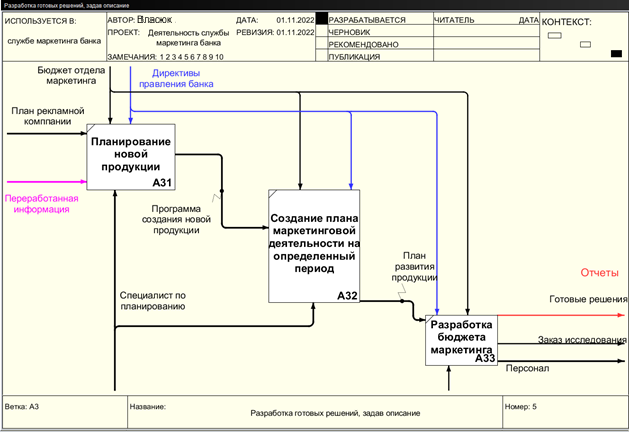 Разработка готовых решений, задав описание
ИСПОЛЬЗУЕТСЯ В:
службе маркетинга банка
АВТОР: Власюк
ДАТА: 01.11.2022
ПРОЕКТ: Деятельность службы
маркетинга банка
РЕВИЗИЯ: 01.11.2022
ЗАМЕЧАНИЯ: 1 2 3 4 5 6 7 8 9 10
РАЗРАБАТЫВАЕТСЯ
ЧЕРНОВИК
РЕКОМЕНДОВАНО
ПУБЛИКАЦИЯ
ЧИТАТЕЛЬ
ДАТА
КОНТЕКСТ:
Бюджет отдела
маркетинга
Директивы
правления банка
План рекламной
компании
Планирование
новой
продукции
A31
Переработанная
информация
Программа
создания новой
продукции
Создание плана
маркетинговой
деятельности на
определенный
период
A32
План
развития
продукции
Отчеты
Готовые решения
Специалист по
планированию
Разработка
бюджета
маркетинга
A33
Заказ исследования
Персонал
Ветка: A3
Название:
Разработка готовых решений, задав описание
Номер: 5